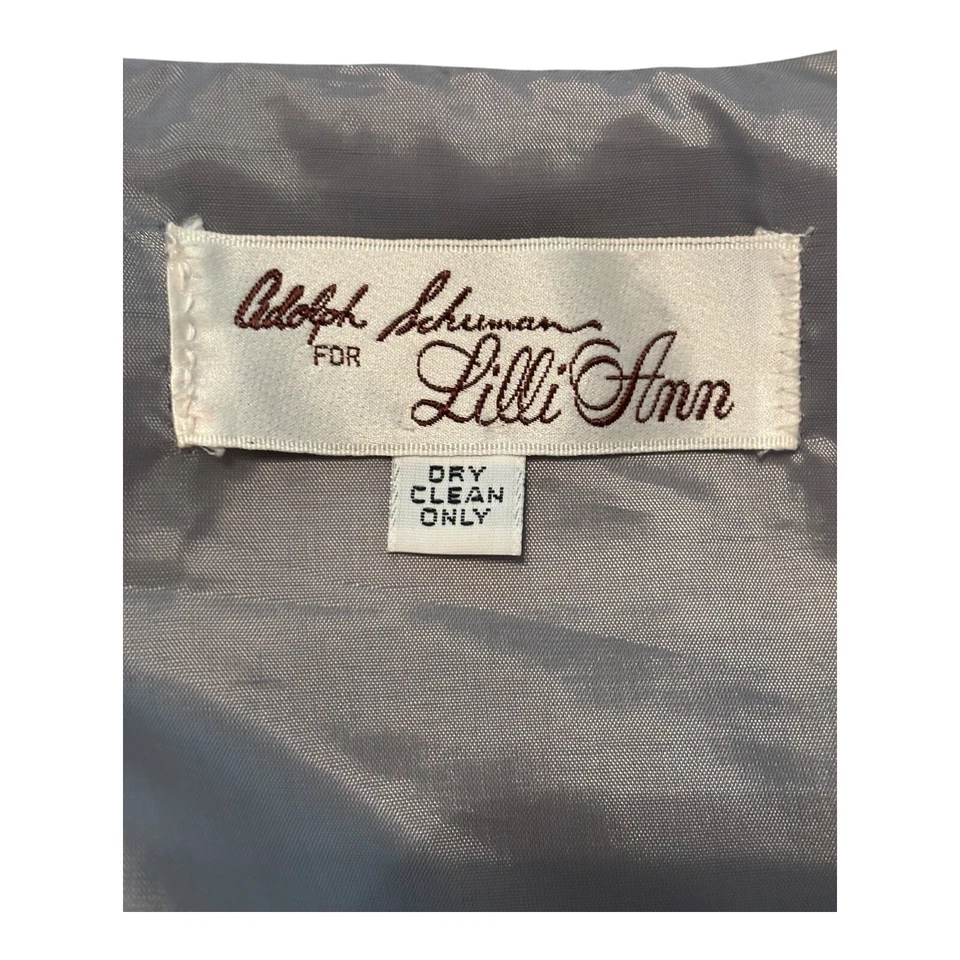 Adolph Schuman
FOR
Lilli Ann
DRY
CLEAN
ONLY